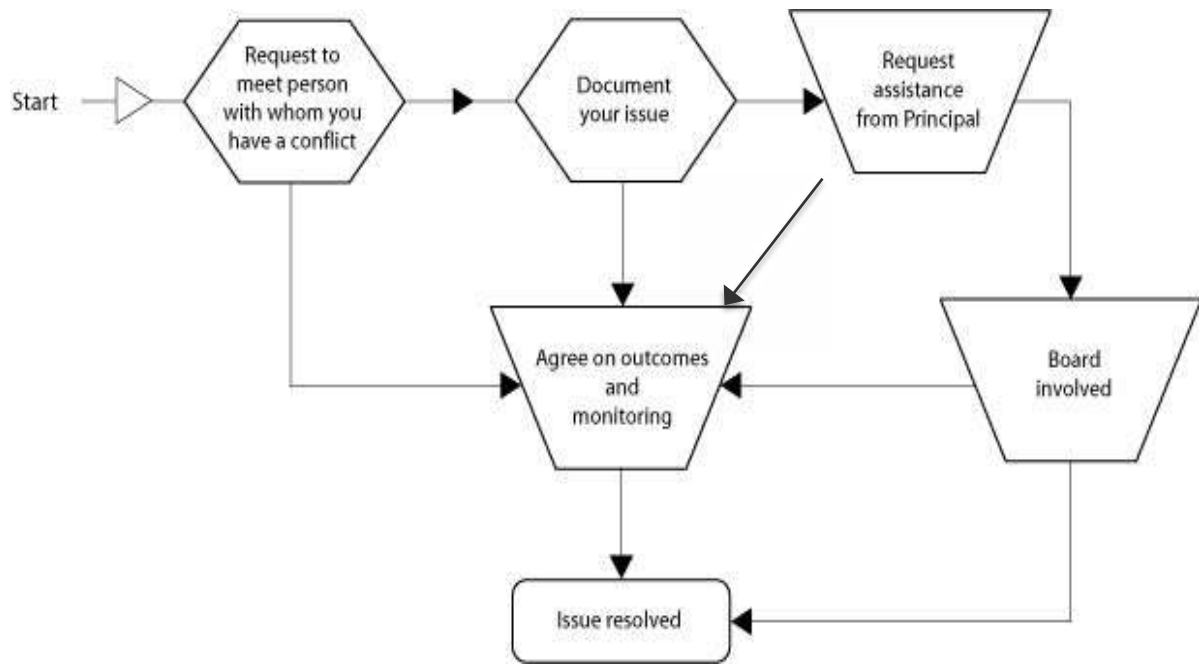 Start
Request to
meet person
with whom you
have a conflict
Document
your issue
Request
assistance
from Principal
Agree on outcomes
and
monitoring
Board
involved
Issue resolved